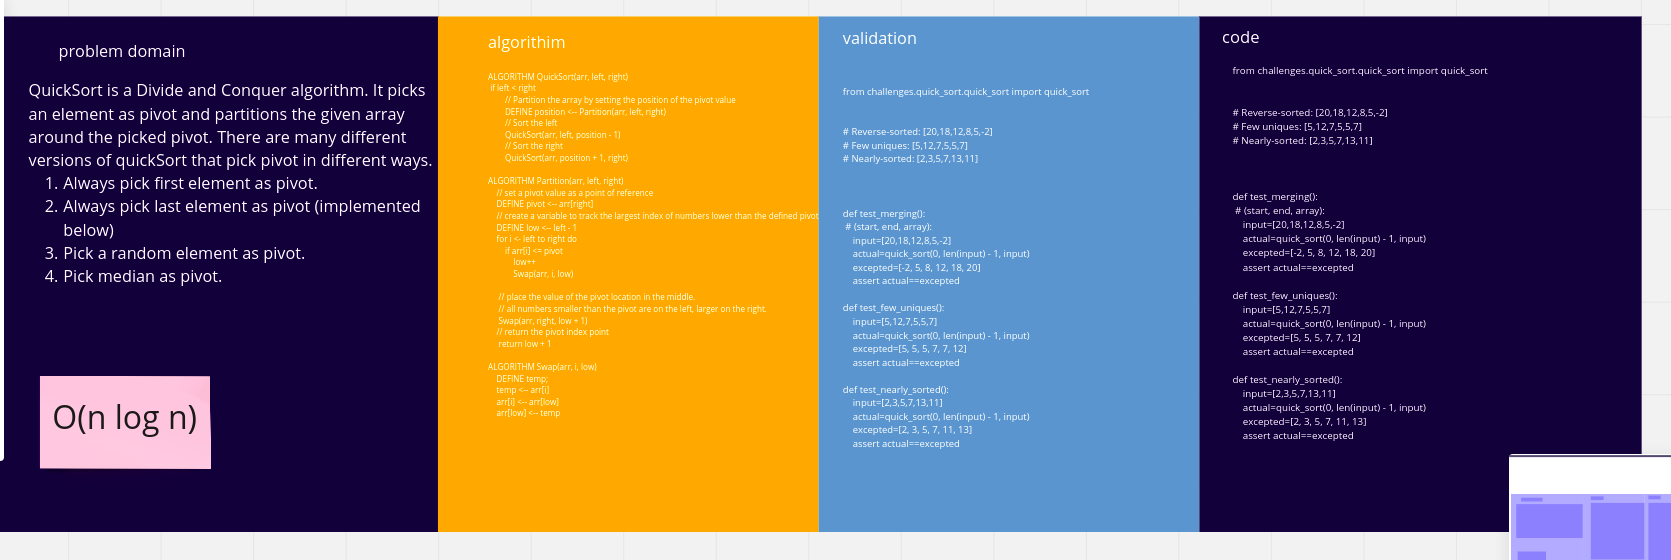 problem domain
QuickSort is a Divide and Conquer algorithm. It picks
an element as pivot and partitions the given array
around the picked pivot. There are many different
versions of quickSort that pick pivot in different ways.
1. Always pick first element as pivot.
2. Always pick last element as pivot (implemented
below)
3. Pick a random element as pivot.
4. Pick median as pivot.
O(n log n)
algorithim
ALGORITHM QuickSort(arr, left, right)
if left < right
// Partition the array by setting the position of the pivot value
DEFINE position <-- Partition(arr, left, right)
// Sort the left
QuickSort(arr, left, position - 1)
// Sort the right
QuickSort(arr, position + 1, right)
ALGORITHM Partition(arr, left, right)
// set a pivot value as a point of reference
DEFINE pivot <-- arr[right]
// create a variable to track the largest index of numbers lower than the defined pivot
DEFINE low <-- left - 1
for i <- left to right do
if arr[i] <= pivot
low++
Swap(arr, i, low)
// place the value of the pivot location in the middle.
// all numbers smaller than the pivot are on the left, larger on the right.
Swap(arr, right, low + 1)
// return the pivot index point
return low + 1
ALGORITHM Swap(arr, i, low)
DEFINE temp;
temp <-- arr[i]
arr[i] <-- arr[low]
arr[low] <-- temp
validation
from challenges.quick_sort.quick_sort import quick_sort
# Reverse-sorted: [20,18,12,8,5,-2]
# Few uniques: [5,12,7,5,5,7]
# Nearly-sorted: [2,3,5,7,13,11]
def test_merging():
# (start, end, array):
input=[20,18,12,8,5,-2]
actual=quick_sort(0, len(input) - 1, input)
excepted=[-2, 5, 8, 12, 18, 20]
assert actual==excepted
def test_few_uniques():
input=[5,12,7,5,5,7]
actual=quick_sort(0, len(input) - 1, input)
excepted=[5, 5, 5, 7, 7, 12]
assert actual==excepted
def test_nearly_sorted():
input=[2,3,5,7,13,11]
actual=quick_sort(0, len(input) - 1, input)
excepted=[2, 3, 5, 7, 11, 13]
assert actual==excepted
code
from challenges.quick_sort.quick_sort import quick_sort
# Reverse-sorted: [20,18,12,8,5,-2]
# Few uniques: [5,12,7,5,5,7]
# Nearly-sorted: [2,3,5,7,13,11]
def test_merging():
# (start, end, array):
input=[20,18,12,8,5,-2]
actual=quick_sort(0, len(input) - 1, input)
excepted=[-2, 5, 8, 12, 18, 20]
assert actual==excepted
def test_few_uniques():
input=[5,12,7,5,5,7]
actual=quick_sort(0, len(input) - 1, input)
excepted=[5, 5, 5, 7, 7, 12]
assert actual==excepted
def test_nearly_sorted():
input=[2,3,5,7,13,11]
actual=quick_sort(0, len(input) - 1, input)
excepted=[2, 3, 5, 7, 11, 13]
assert actual==excepted